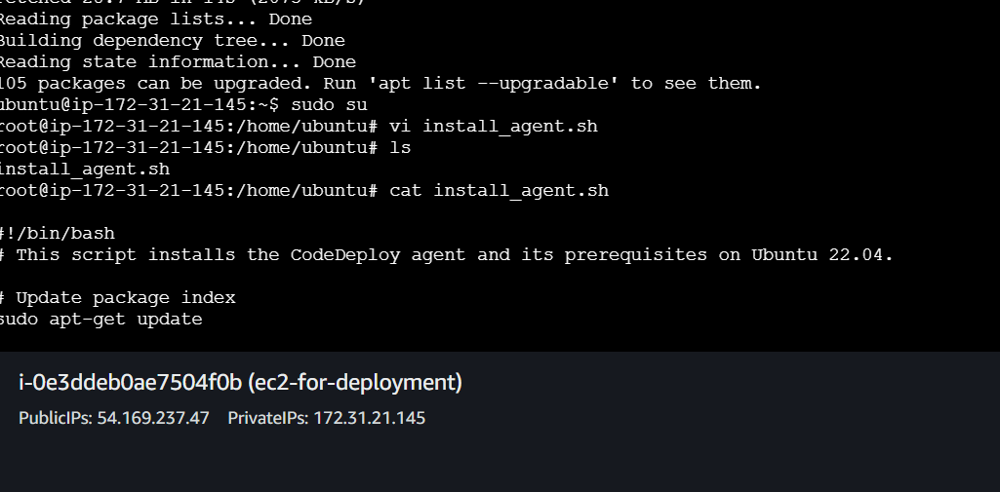 Reading package lists... Done
Building dependency tree... Done
Reading state information... Done
105 packages can be upgraded. Run 'apt list --upgradable' to see them.
ubuntu@ip-172-31-21-145:~$ sudo su
root@ip-172-31-21-145:/home/ubuntu# vi install_agent.sh
root@ip-172-31-21-145:/home/ubuntu# ls
install_agent.sh
root@ip-172-31-21-145:/home/ubuntu# cat install_agent.sh
#!/bin/bash
# This script installs the CodeDeploy agent and its prerequisites on Ubuntu 22.04.
# Update package index
sudo apt-get update
i-0e3ddeb0ae7504f0b (ec2-for-deployment)
PublicIPs: 54.169.237.47 PrivateIPs: 172.31.21.145